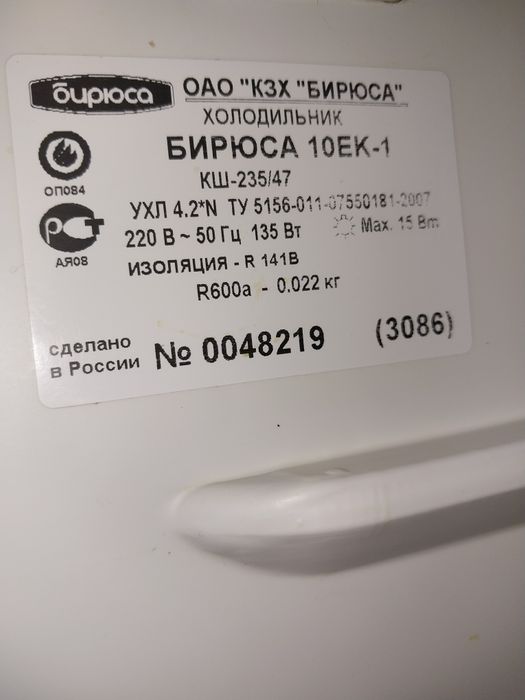 бирюса ОАО "КЗХ "БИРЮСА"
ХОЛОДИЛЬНИК
БИРЮСА 10ЕК-1
КШ-235/47
ОП084
УХЛ 4.2*N ТУ 5156-011-07550181-2007
220 В ~ 50 Гц 135 Вт Max. 15 Вт
РСТ
АЯ08
ИЗОЛЯЦИЯ - R 141B
R600a - 0.022 кг
сделано
в России № 0048219 (3086)